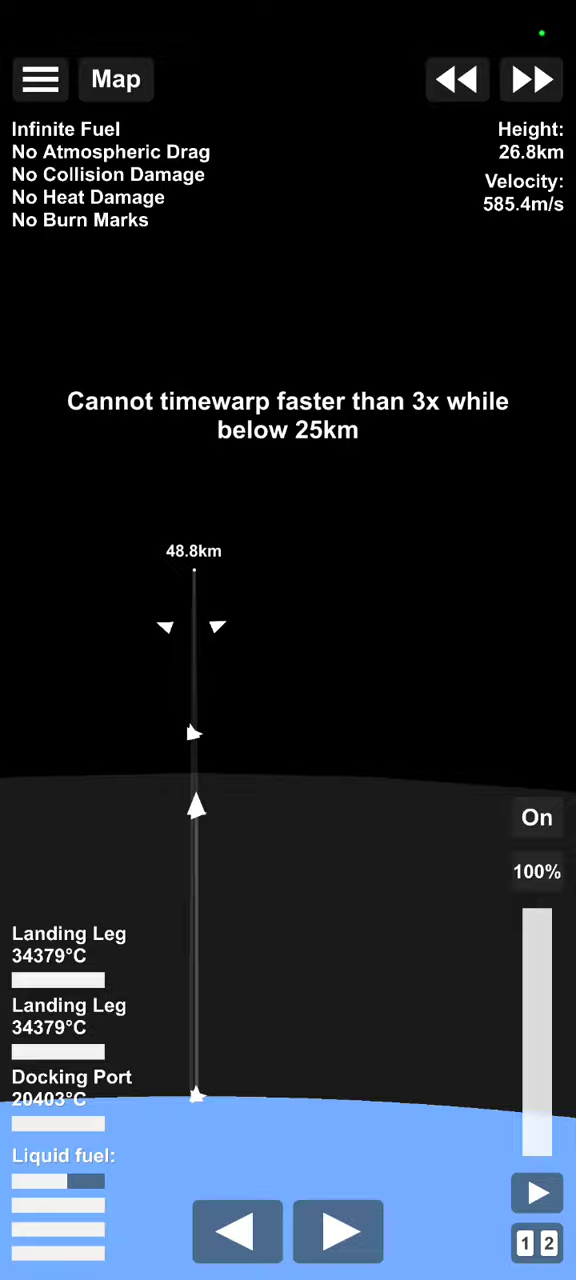 Map
Infinite Fuel
No Atmospheric Drag
No Collision Damage
No Heat Damage
No Burn Marks
Height:
26.8km
Velocity:
585.4m/s
Cannot timewarp faster than 3x while
below 25km
48.8km
On
100%
Landing Leg
34379°C
Landing Leg
34379°C
Docking Port
20403°C
Liquid fuel:
1 2